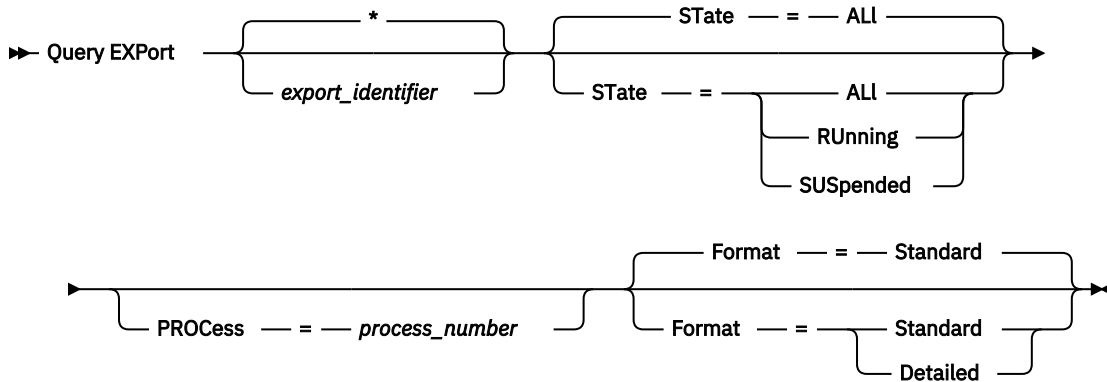 *
STate = ALl
Query EXPort
export_identifier
STate = ALl
RUnning
SUSpended
Format = Standard
PROCess = process_number
Format = Standard
Detailed